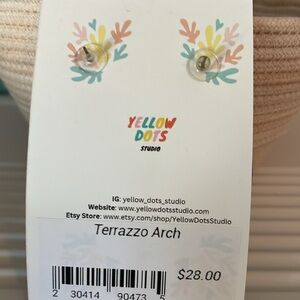 YELLOW
DOTS
STUDIO
IG: yellow_dots_studio
Website: www.yellowdotsstudio.com
Etsy Store: www.etsy.com/shop/YellowDotsStudio
Terrazzo Arch
$28.00
2 30414 90473 5